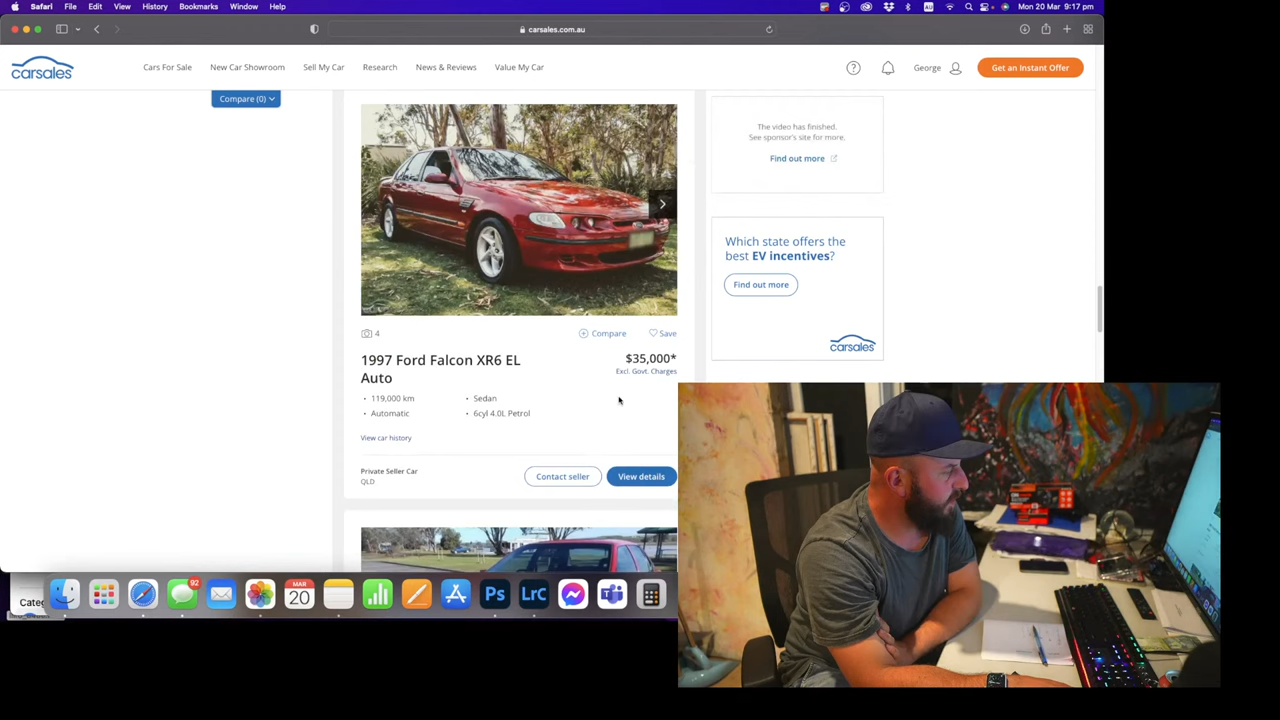 Safari File Edit View History Bookmarks Window Help
Mon 20 Mar 9:17 pm
carsales.com.au
carsales
Cars For Sale New Car Showroom Sell My Car Research News & Reviews Value My Car
George
Get an Instant Offer
Compare (0)
The video has finished.
See sponsor's site for more.
Find out more
Which state offers the
best EV incentives?
Find out more
carsales
4
Compare Save
1997 Ford Falcon XR6 EL
Auto
$35,000*
Excl. Govt. Charges
119,000 km
Sedan
Automatic
6cyl 4.0L Petrol
View car history
Private Seller Car
QLD
Contact seller
View details
92
MAR
20
Ps
LrC
Categ